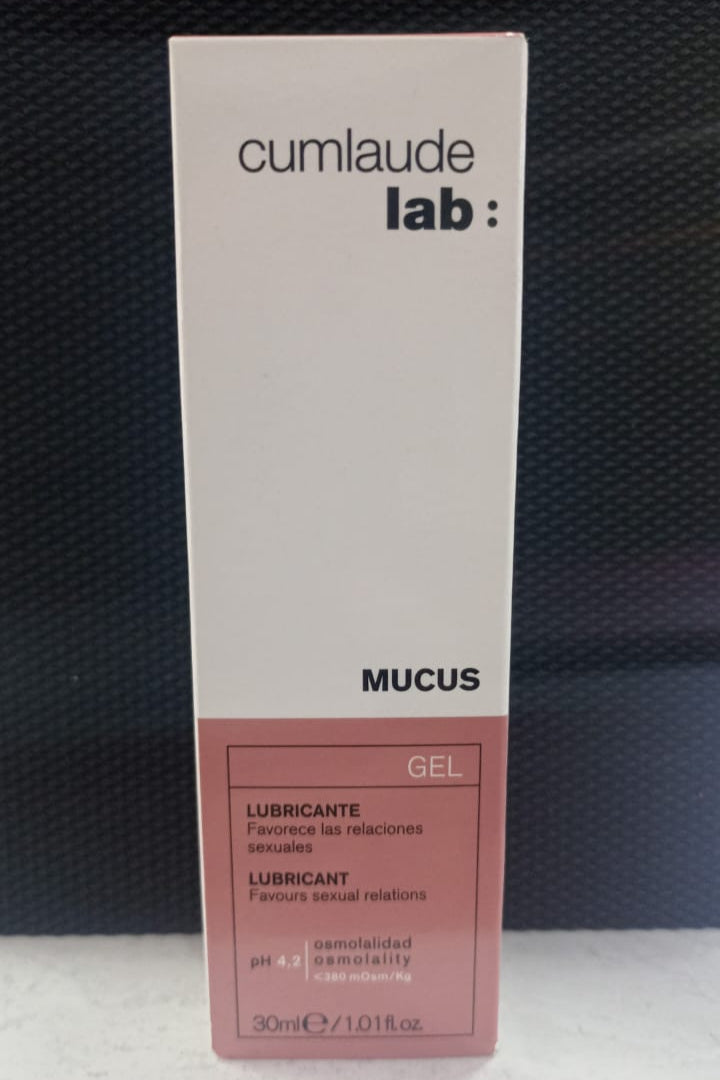 cumlaude
lab:
MUCUS
GEL
LUBRICANTE
Favorece las relaciones
sexuales
LUBRICANT
Favours sexual relations
osmolalidad
pH 4,2 osmolality
<380 mOsm/Kg
30ml℮/1.01fl.oz.